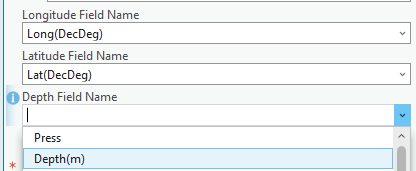 Longitude Field Name
Long(DecDeg)
Latitude Field Name
Lat(DecDeg)
Depth Field Name
Press
Depth(m)